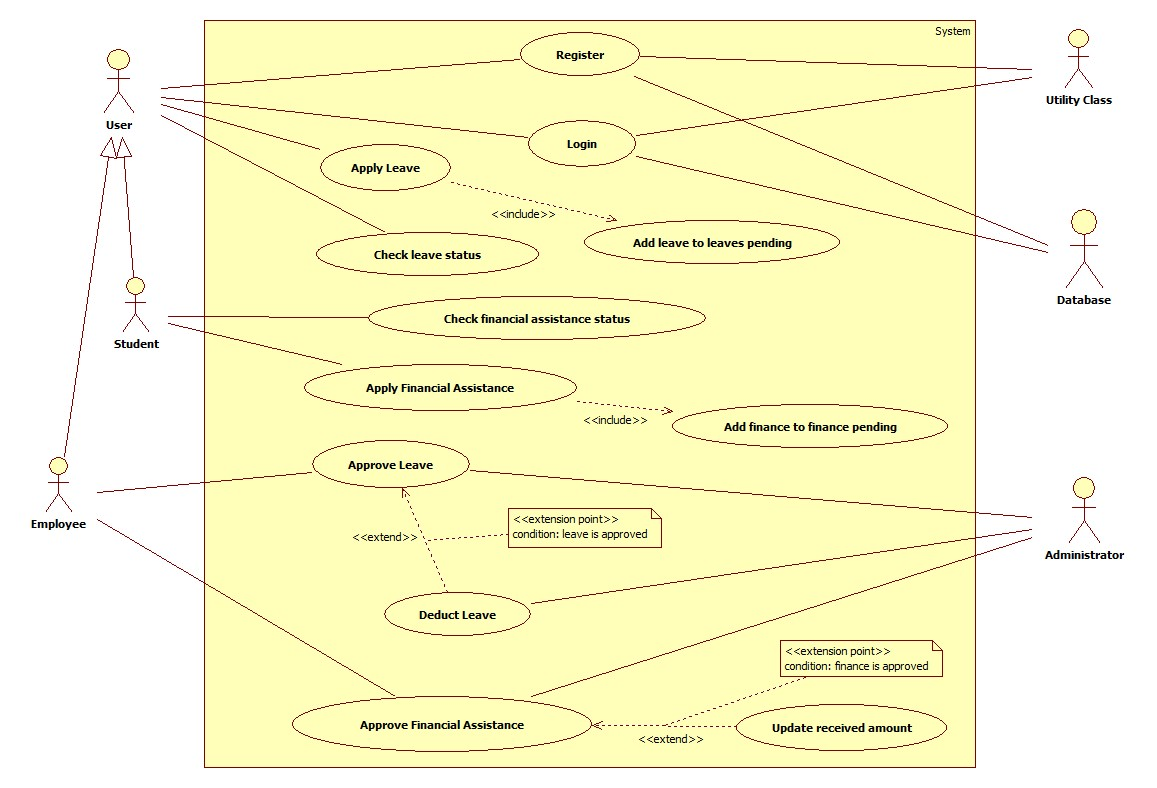 System
Register
Utility Class
User
Login
Apply Leave
<<include>>
Add leave to leaves pending
Check leave status
Database
Check financial assistance status
Student
Apply Financial Assistance
<<include>>
Add finance to finance pending
Approve Leave
Employee
<<extension point>>
condition: leave is approved
<<extend>>
Administrator
Deduct Leave
<<extension point>>
condition: finance is approved
Approve Financial Assistance
Update received amount
<<extend>>